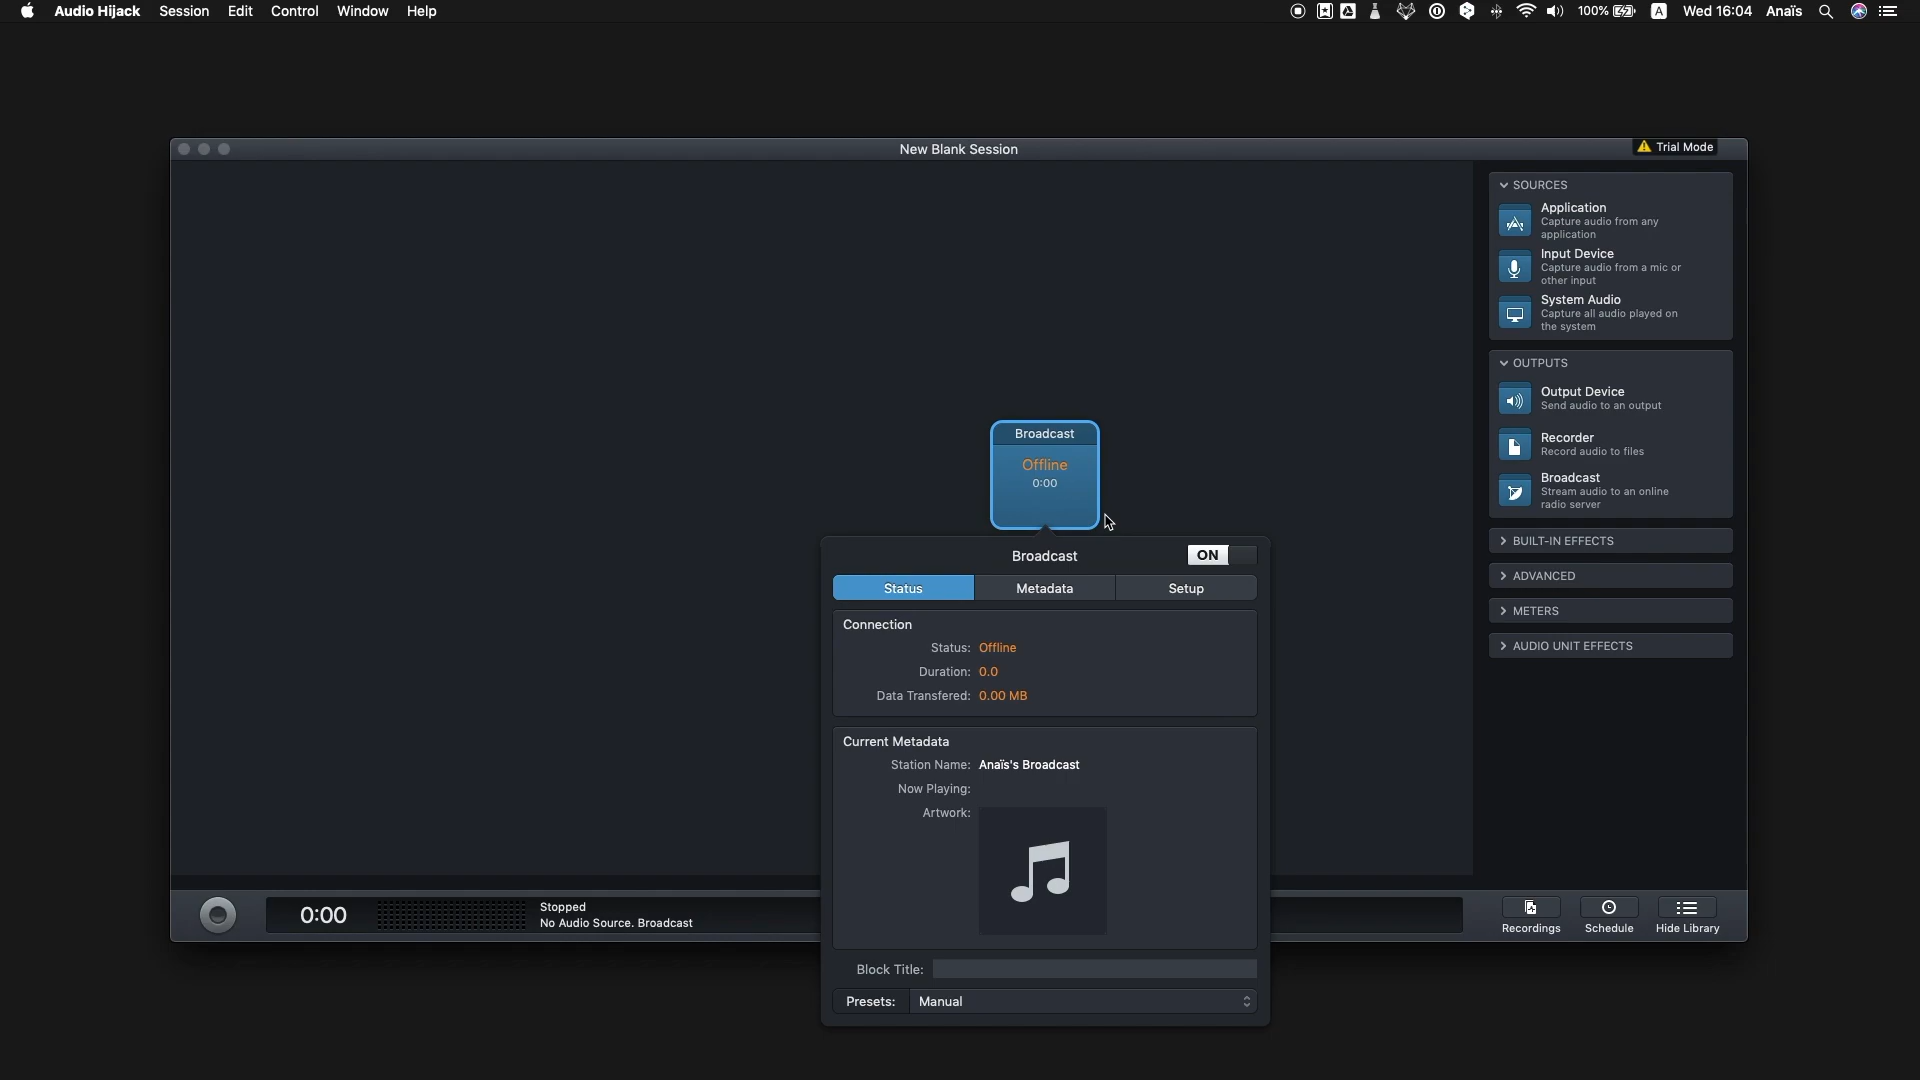 Audio Hijack Session Edit Control Window Help
100% A Wed 16:04 Anaïs
New Blank Session
Trial Mode
SOURCES
Application
Capture audio from any
application
Input Device
Capture audio from a mic or
other input
System Audio
Capture all audio played on
the system
OUTPUTS
Output Device
Send audio to an output
Recorder
Record audio to files
Broadcast
Stream audio to an online
radio server
BUILT-IN EFFECTS
ADVANCED
METERS
AUDIO UNIT EFFECTS
Broadcast
Offline
0:00
Broadcast
ON
Status Metadata Setup
Connection
Status: Offline
Duration: 0.0
Data Transfered: 0.00 MB
Current Metadata
Station Name: Anaïs's Broadcast
Now Playing:
Artwork:
Block Title:
Presets: Manual
0:00
Stopped
No Audio Source. Broadcast
Recordings
Schedule
Hide Library